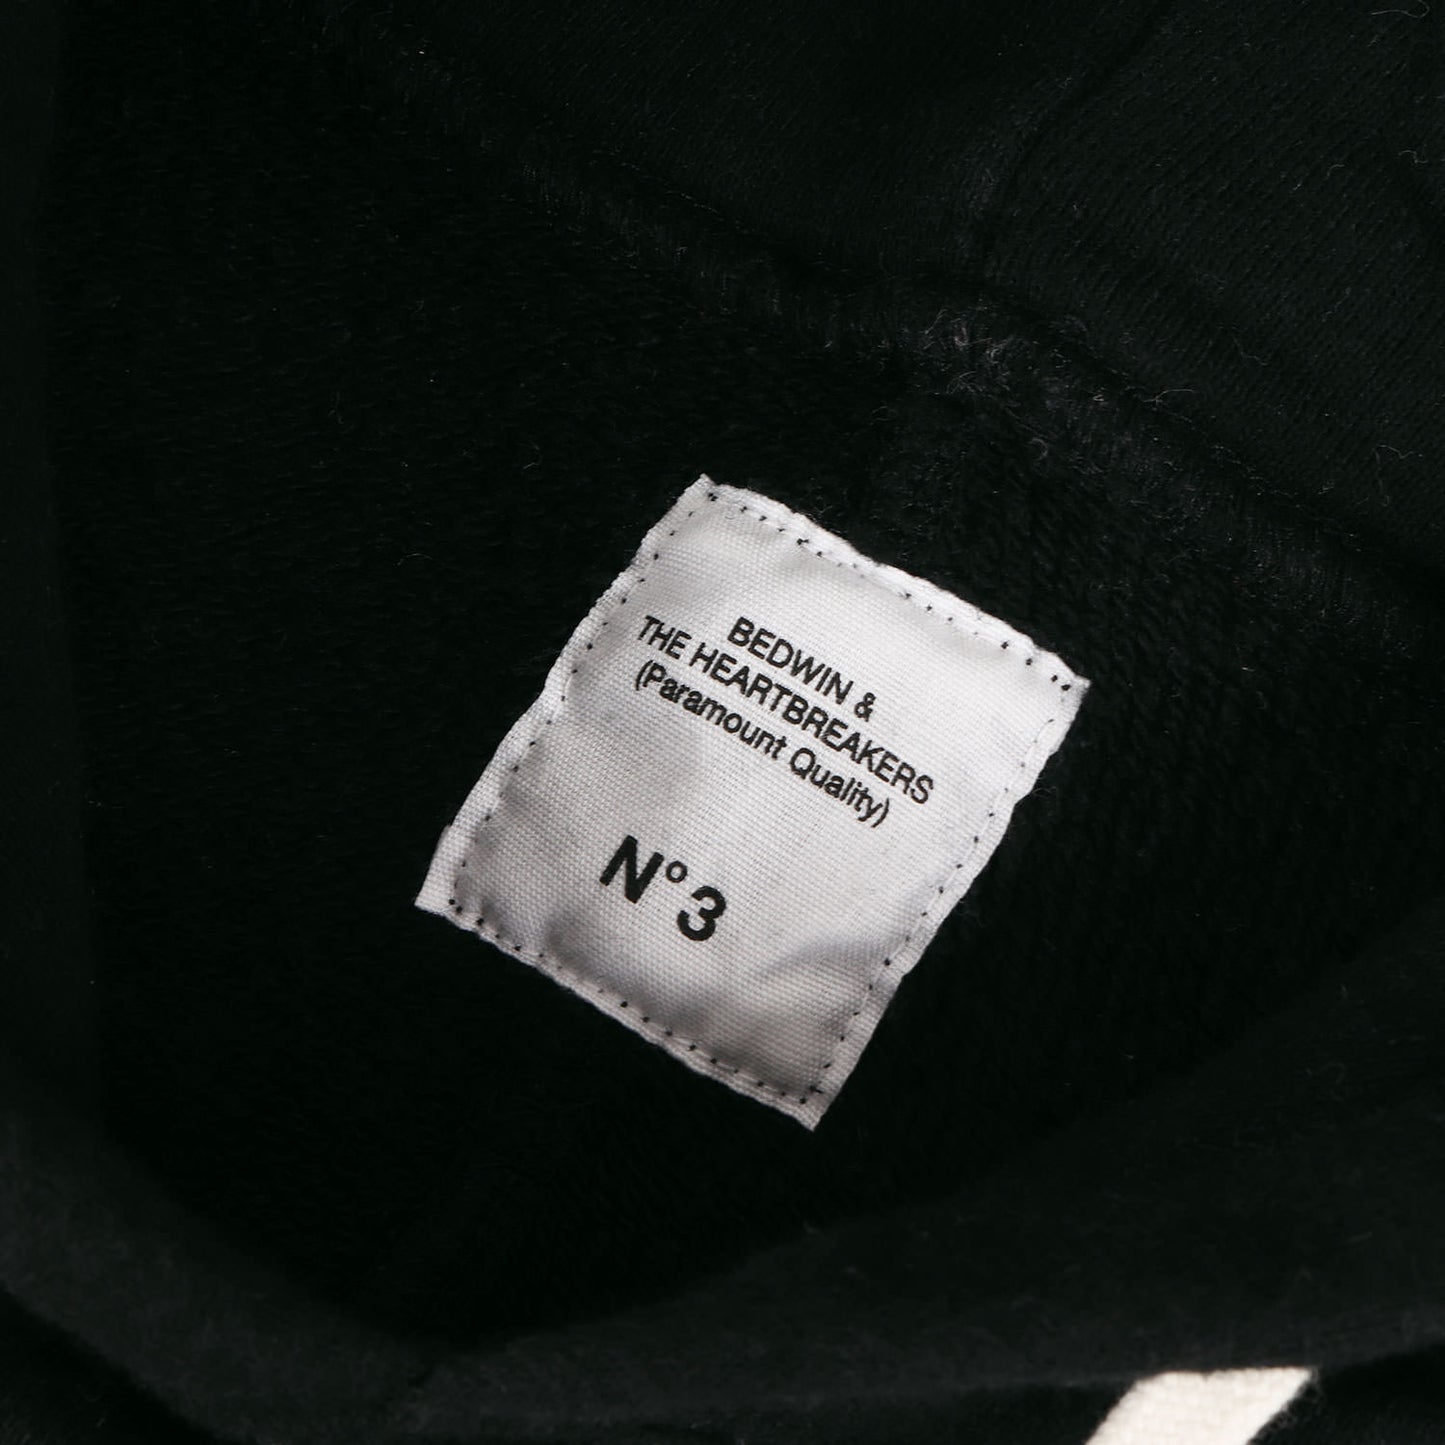 BEDWIN &
THE HEARTBREAKERS
(Paramount Quality)
N°3